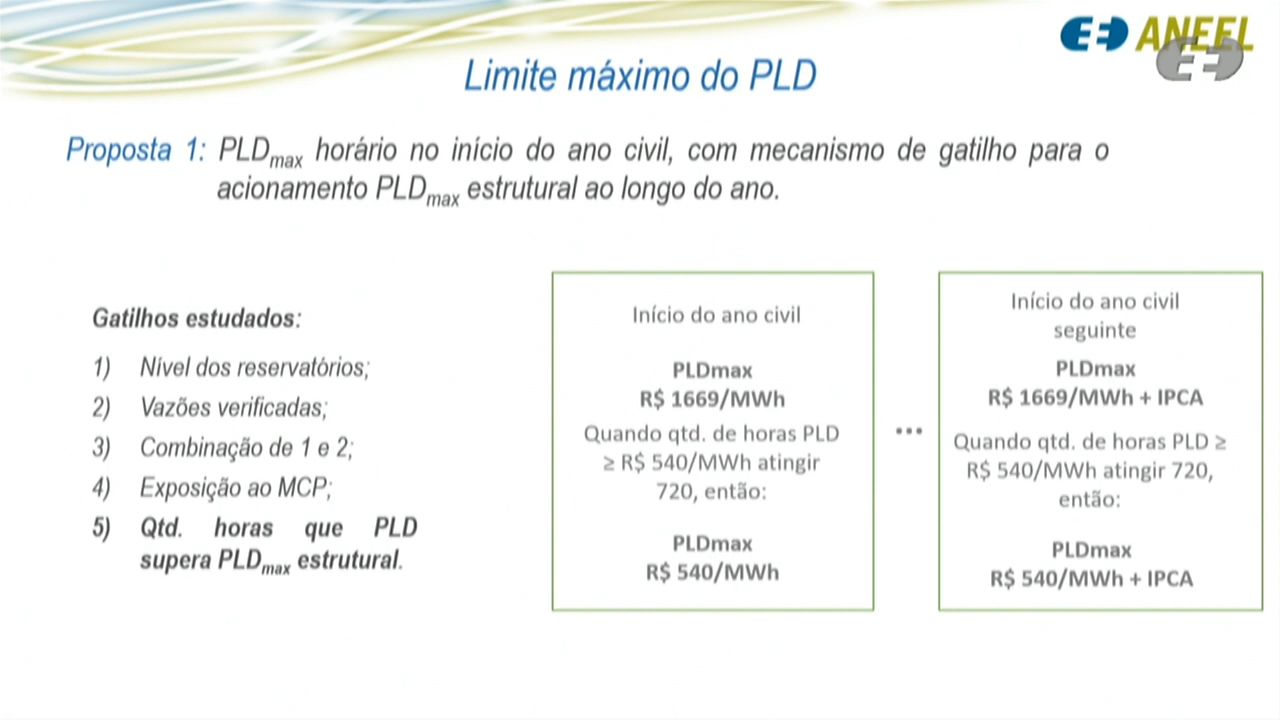 ANEEL
Limite máximo do PLD
Proposta 1: PLDmax horário no início do ano civil, com mecanismo de gatilho para o
acionamento PLDmax estrutural ao longo do ano.
Gatilhos estudados:
1) Nível dos reservatórios;
2) Vazões verificadas;
3) Combinação de 1 e 2;
4) Exposição ao MCP;
5) Qtd. horas que PLD
supera PLDmax estrutural.
Início do ano civil
PLDmax
R$ 1669/MWh
Quando qtd. de horas PLD
≥ R$ 540/MWh atingir
720, então:
PLDmax
R$ 540/MWh
...
Início do ano civil
seguinte
PLDmax
R$ 1669/MWh + IPCA
Quando qtd. de horas PLD ≥
R$ 540/MWh atingir 720,
então:
PLDmax
R$ 540/MWh + IPCA